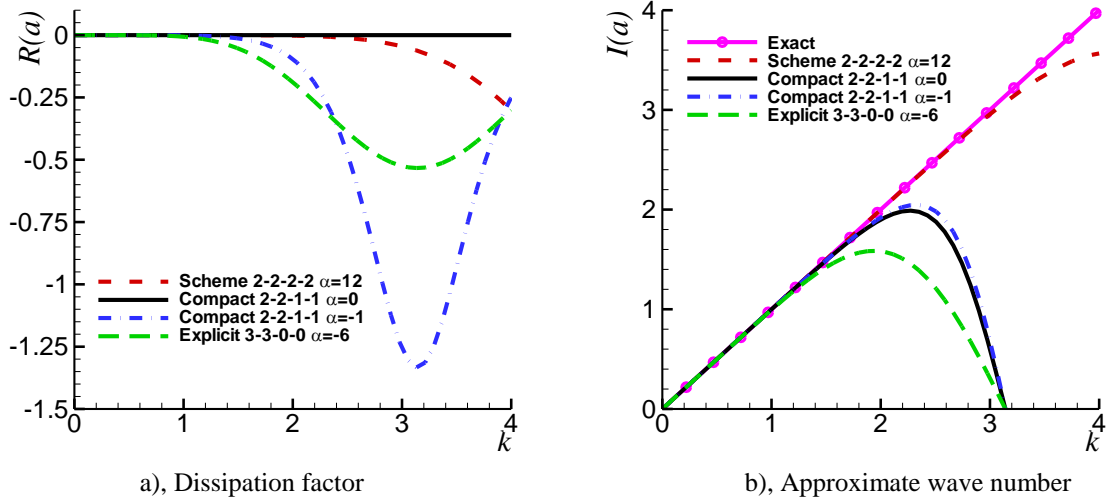 R(a)
0
-0.25
-0.5
-0.75
-1
-1.25
-1.5
0
1
2
3
4
k
Scheme 2-2-2-2 α=12
Compact 2-2-1-1 α=0
Compact 2-2-1-1 α=-1
Explicit 3-3-0-0 α=-6
a), Dissipation factor
I(a)
4
3
2
1
0
0
1
2
3
4
k
Exact
Scheme 2-2-2-2 α=12
Compact 2-2-1-1 α=0
Compact 2-2-1-1 α=-1
Explicit 3-3-0-0 α=-6
b), Approximate wave number